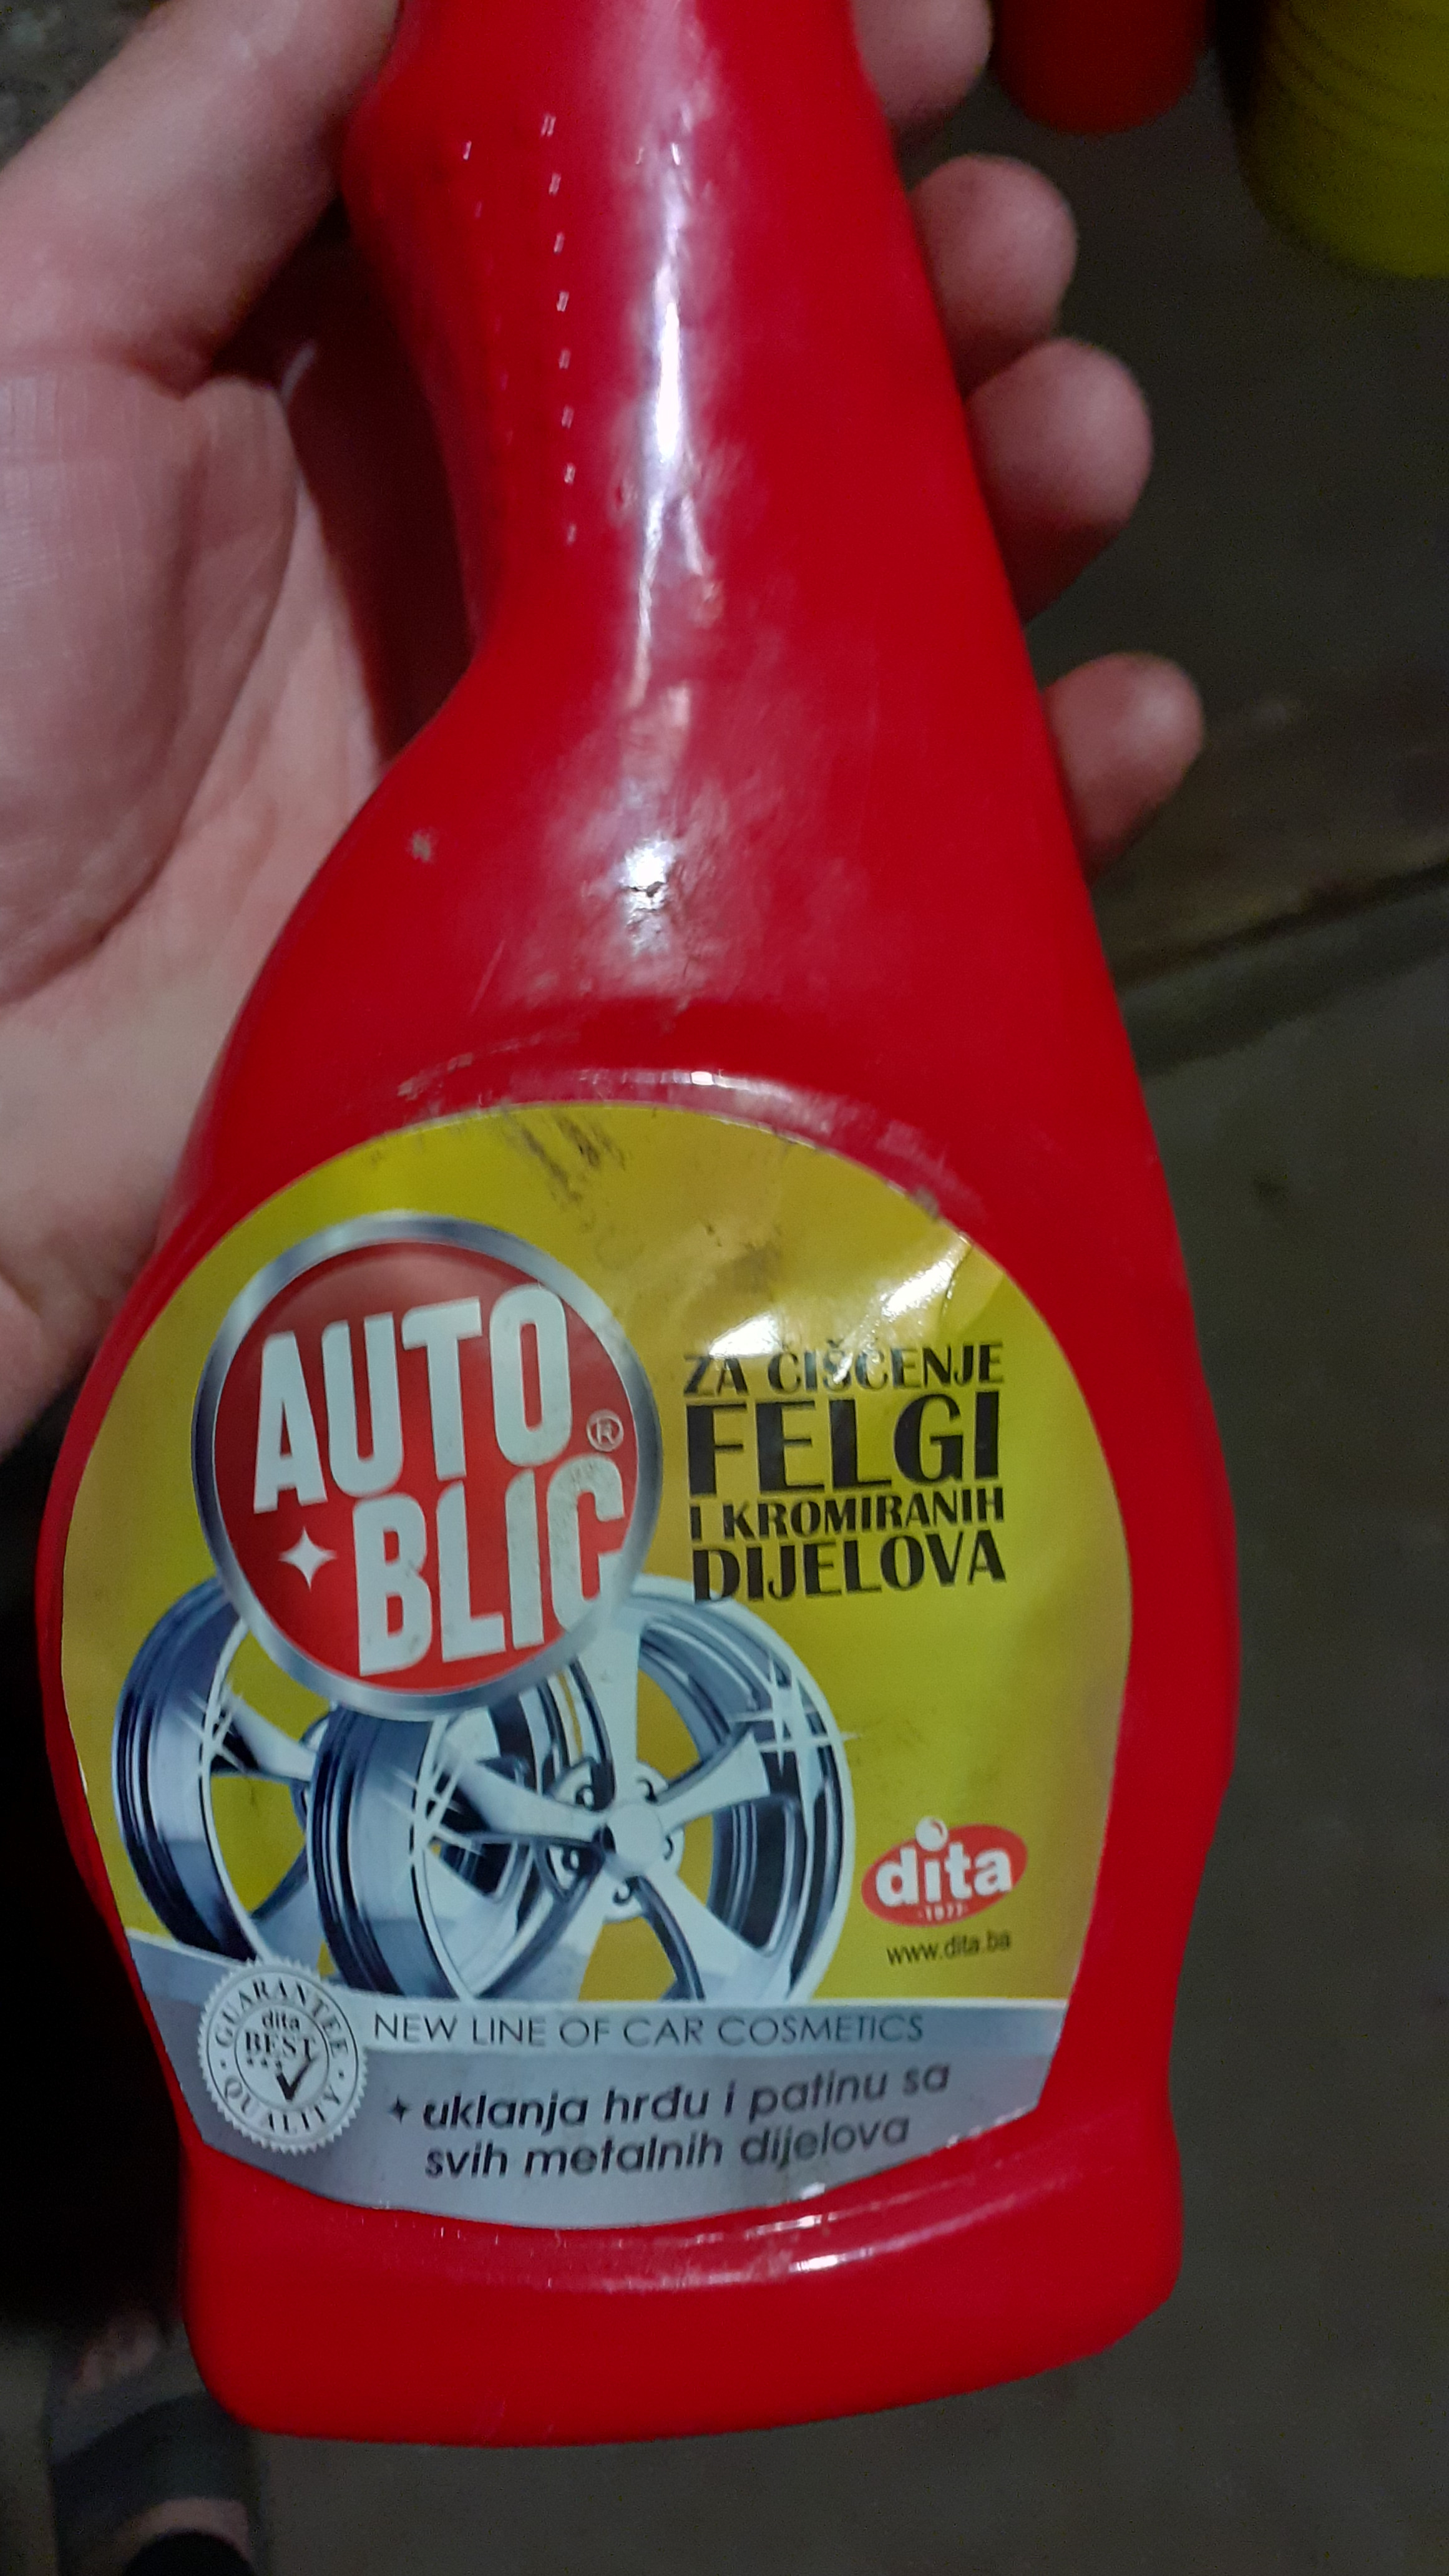 AUTO
BLIC
®
ZA ČIŠĆENJE
FELGI
I KROMIRANIH
DIJELOVA
dita
·1977·
www.dita.ba
GUARANTEE
dita
BEST
QUALITY
NEW LINE OF CAR COSMETICS
uklanja hrđu i patinu sa
svih metalnih dijelova